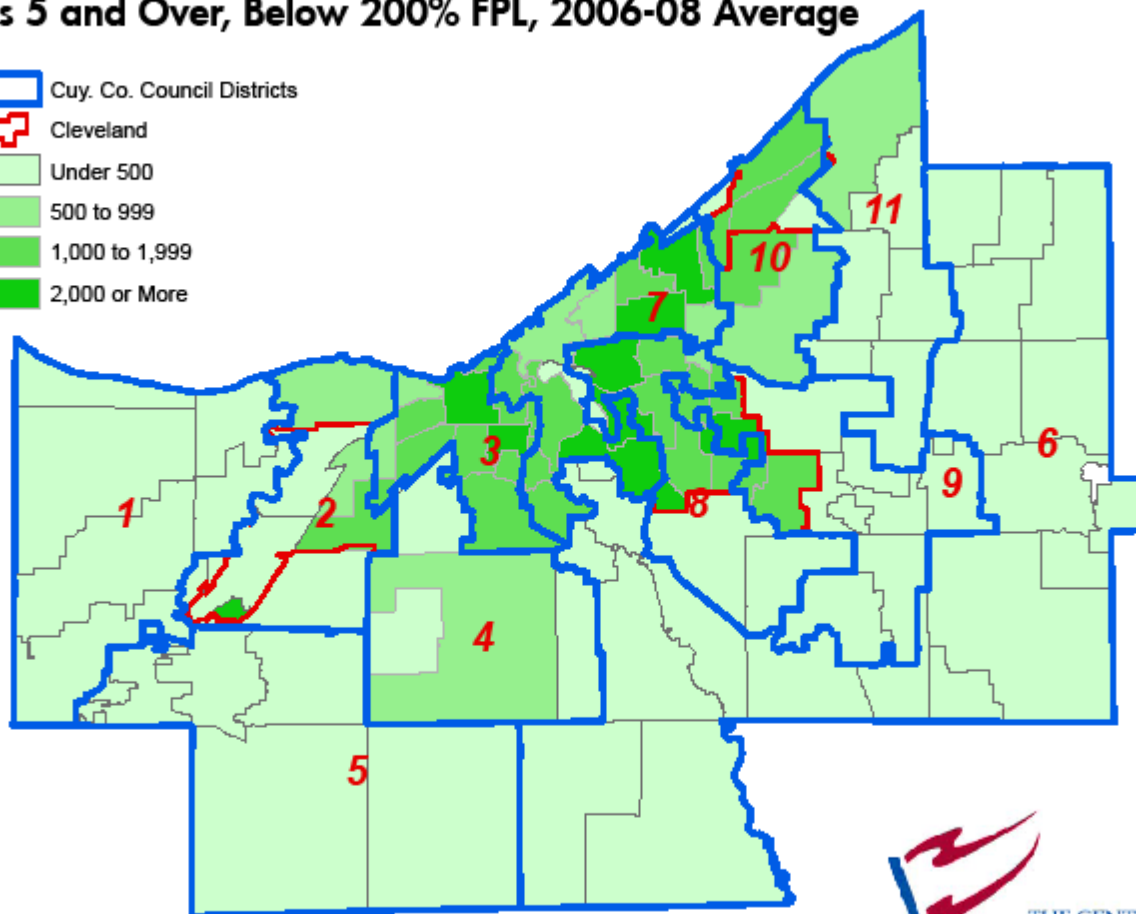 s 5 and Over, Below 200% FPL, 2006-08 Average
Cuy. Co. Council Districts
Cleveland
Under 500
500 to 999
1,000 to 1,999
2,000 or More
11
10
7
6
3
9
1
2
8
4
5
THE CENT